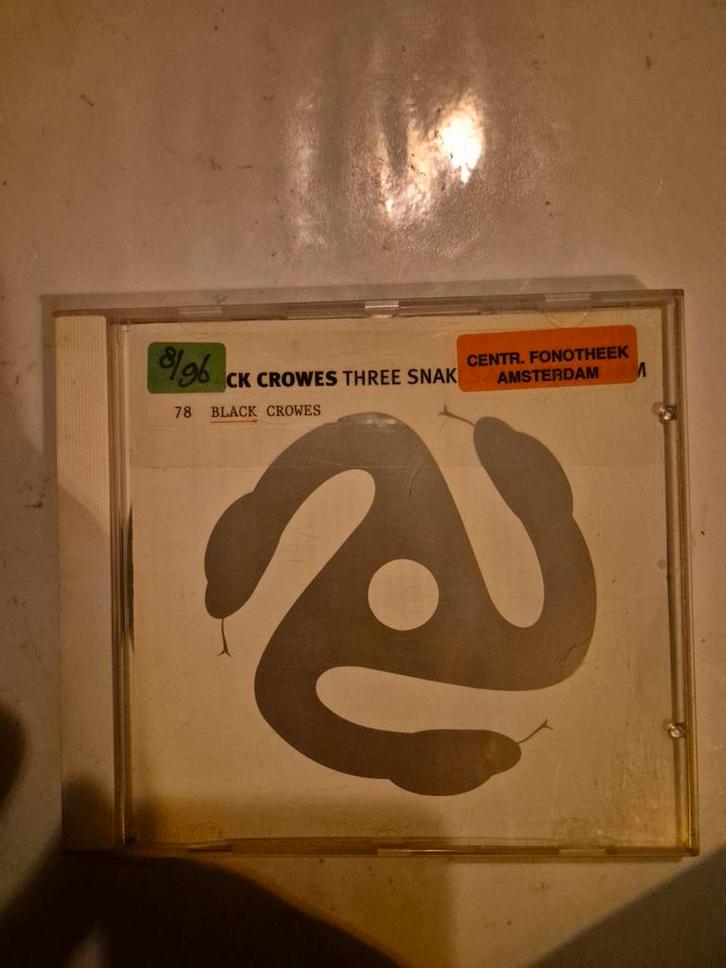 8/96
CK CROWES THREE SNAK M
CENTR. FONOTHEEK
AMSTERDAM
78 BLACK CROWES